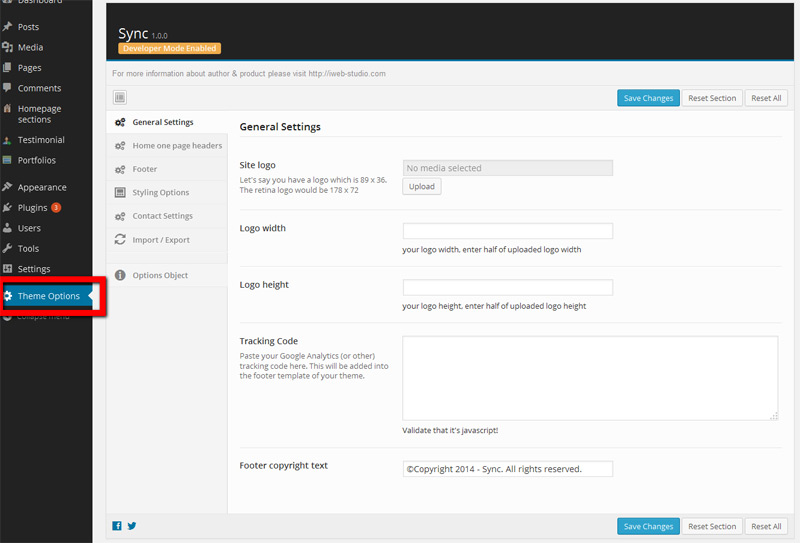 Dashboard
Posts
Media
Pages
Comments
Homepage
sections
Testimonial
Portfolios
Appearance
Plugins 3
Users
Tools
Settings
Theme Options
Collapse menu
Sync 1.0.0
Developer Mode Enabled
For more information about author & product please visit http://iweb-studio.com
Save Changes Reset Section Reset All
General Settings
Home one page headers
Footer
Styling Options
Contact Settings
Import / Export
Options Object
General Settings
Site logo
Let's say you have a logo which is 89 x 36.
The retina logo would be 178 x 72
No media selected
Upload
Logo width
your logo width, enter half of uploaded logo width
Logo height
your logo height, enter half of uploaded logo height
Tracking Code
Paste your Google Analytics (or other)
tracking code here. This will be added into
the footer template of your theme.
Validate that it's javascript!
Footer copyright text
©Copyright 2014 - Sync. All rights reserved.
Save Changes Reset Section Reset All